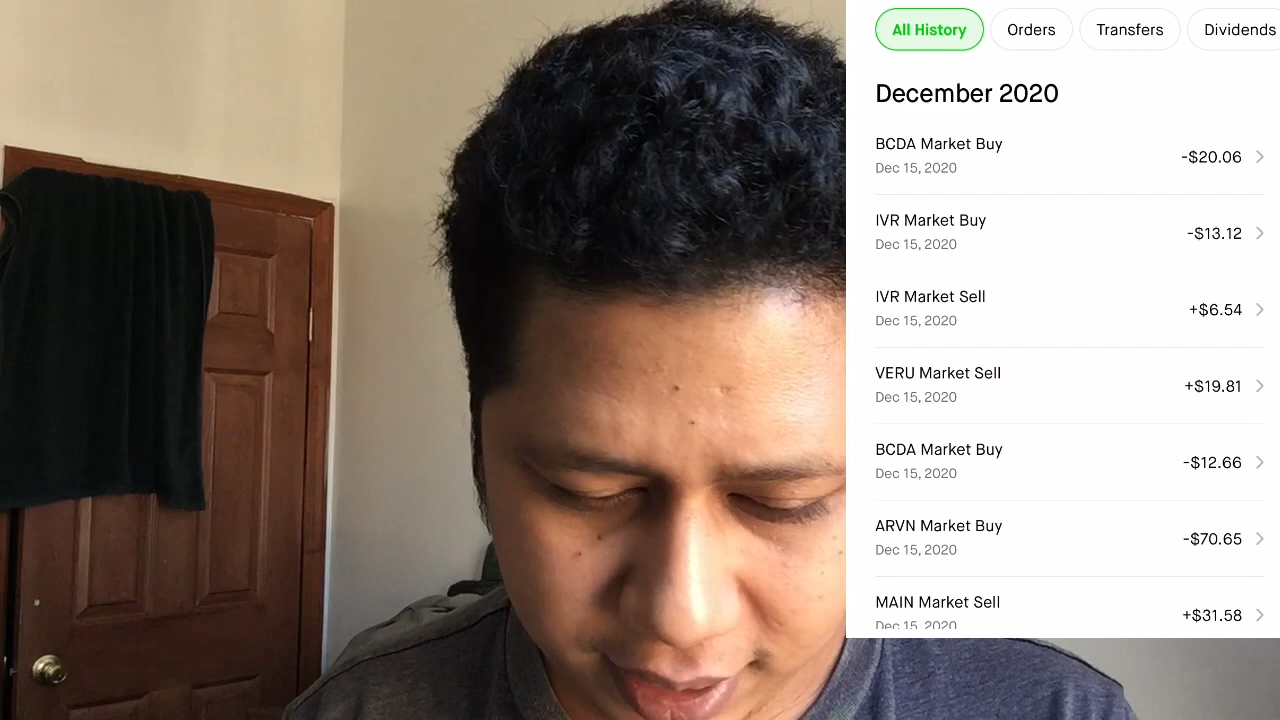 All History Orders Transfers Dividends
December 2020
BCDA Market Buy
Dec 15, 2020
-$20.06
IVR Market Buy
Dec 15, 2020
-$13.12
IVR Market Sell
Dec 15, 2020
+$6.54
VERU Market Sell
Dec 15, 2020
+$19.81
BCDA Market Buy
Dec 15, 2020
-$12.66
ARVN Market Buy
Dec 15, 2020
-$70.65
MAIN Market Sell
Dec 15, 2020
+$31.58